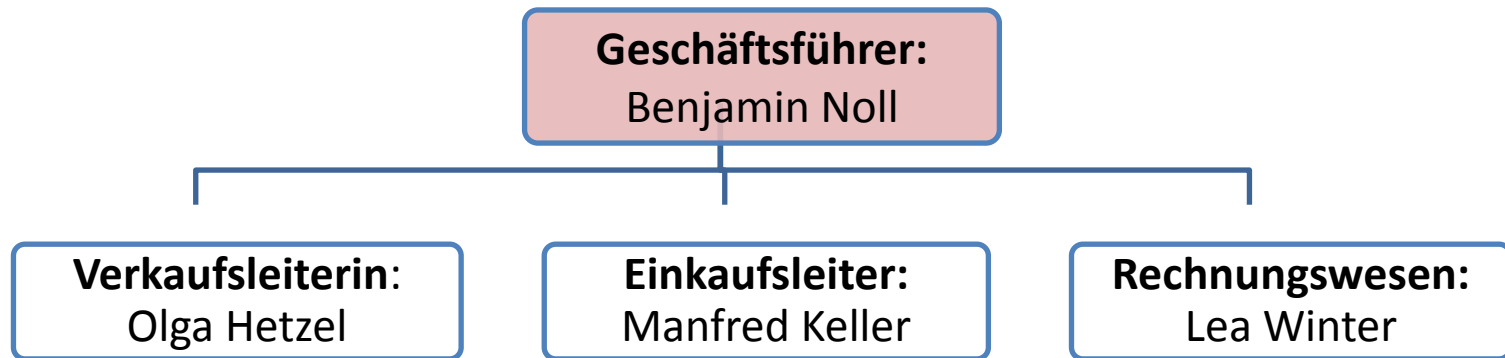 Geschäftsführer:
Benjamin Noll
Verkaufsleiterin:
Olga Hetzel
Einkaufsleiter:
Manfred Keller
Rechnungswesen:
Lea Winter